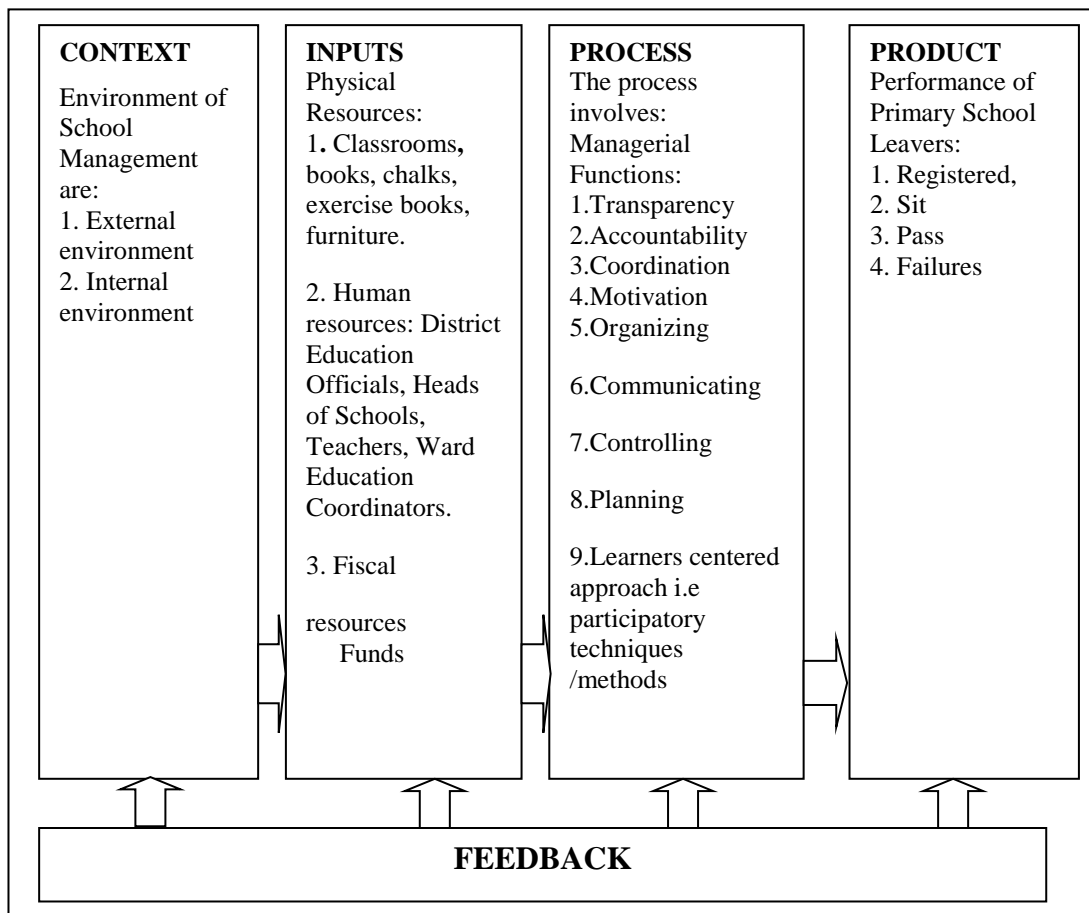 CONTEXT
Environment of
School
Management
are:
1. External
environment
2. Internal
environment
INPUTS
Physical
Resources:
1. Classrooms,
books, chalks,
exercise books,
furniture.
2. Human
resources: District
Education
Officials, Heads
of Schools,
Teachers, Ward
Education
Coordinators.
3. Fiscal
resources
Funds
PROCESS
The process
involves:
Managerial
Functions:
1.Transparency
2.Accountability
3.Coordination
4.Motivation
5.Organizing
6.Communicating
7.Controlling
8.Planning
9.Learners centered
approach i.e
participatory
techniques
/methods
PRODUCT
Performance of
Primary School
Leavers:
1. Registered,
2. Sit
3. Pass
4. Failures
FEEDBACK